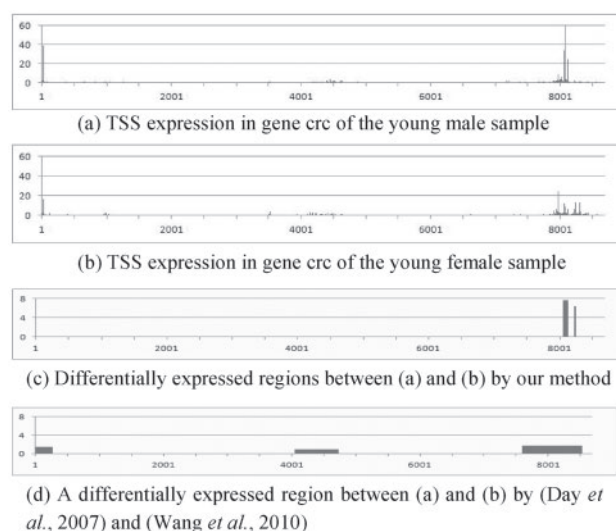 60
40
20
0
1 2001 4001 6001 8001
(a) TSS expression in gene crc of the young male sample
60
40
20
0
1 2001 4001 6001 8001
(b) TSS expression in gene crc of the young female sample
8
4
0
1 2001 4001 6001 8001
(c) Differentially expressed regions between (a) and (b) by our method
8
4
0
1 2001 4001 6001 8001
(d) A differentially expressed region between (a) and (b) by (Day et
al., 2007) and (Wang et al., 2010)